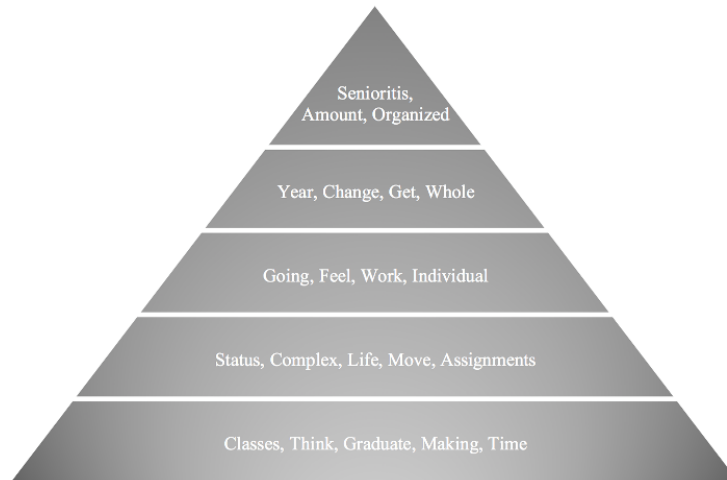 Senioritis,
Amount, Organized
Year, Change, Get, Whole
Going, Feel, Work, Individual
Status, Complex, Life, Move, Assignments
Classes, Think, Graduate, Making, Time